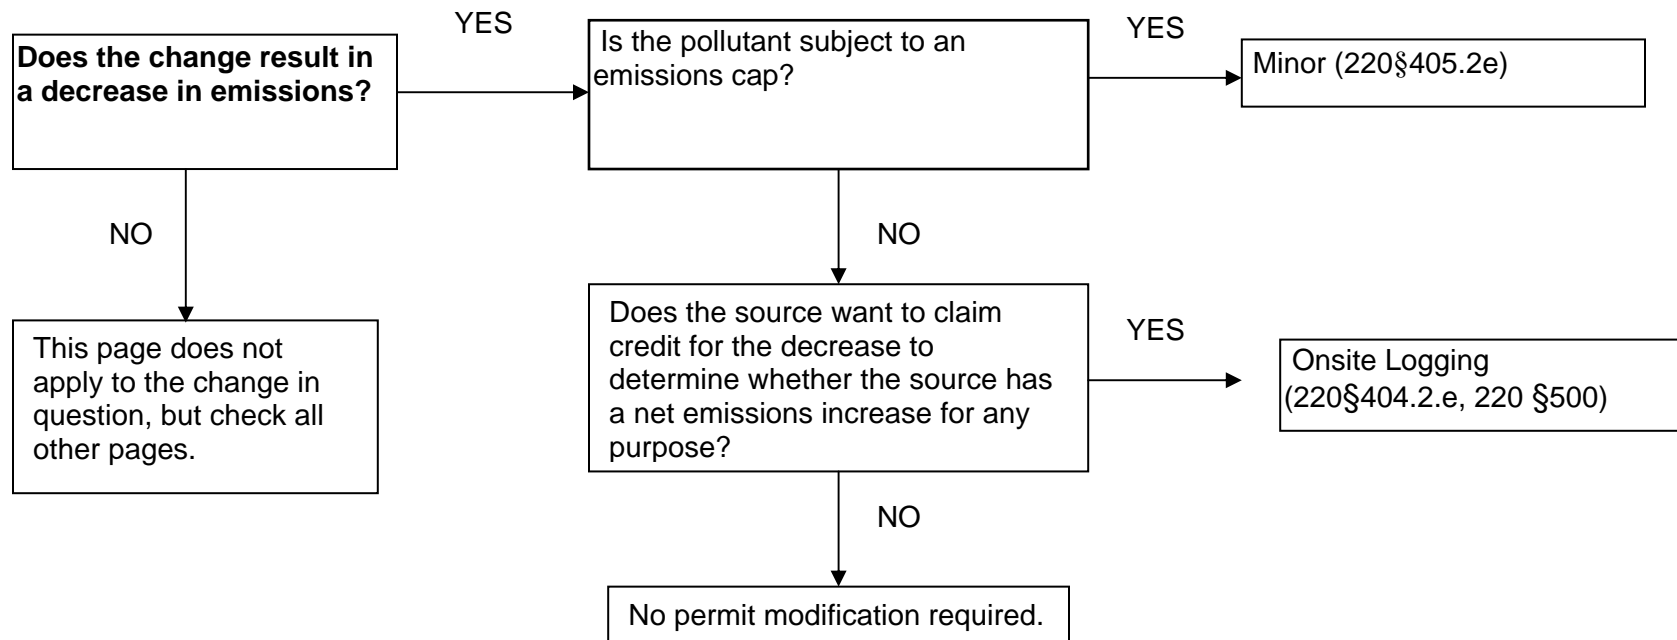 Does the change result in
a decrease in emissions?
YES
Is the pollutant subject to an
emissions cap?
YES
Minor (220§405.2e)
NO
NO
This page does not
apply to the change in
question, but check all
other pages.
Does the source want to claim
credit for the decrease to
determine whether the source has
a net emissions increase for any
purpose?
YES
Onsite Logging
(220§404.2.e, 220 §500)
NO
No permit modification required.